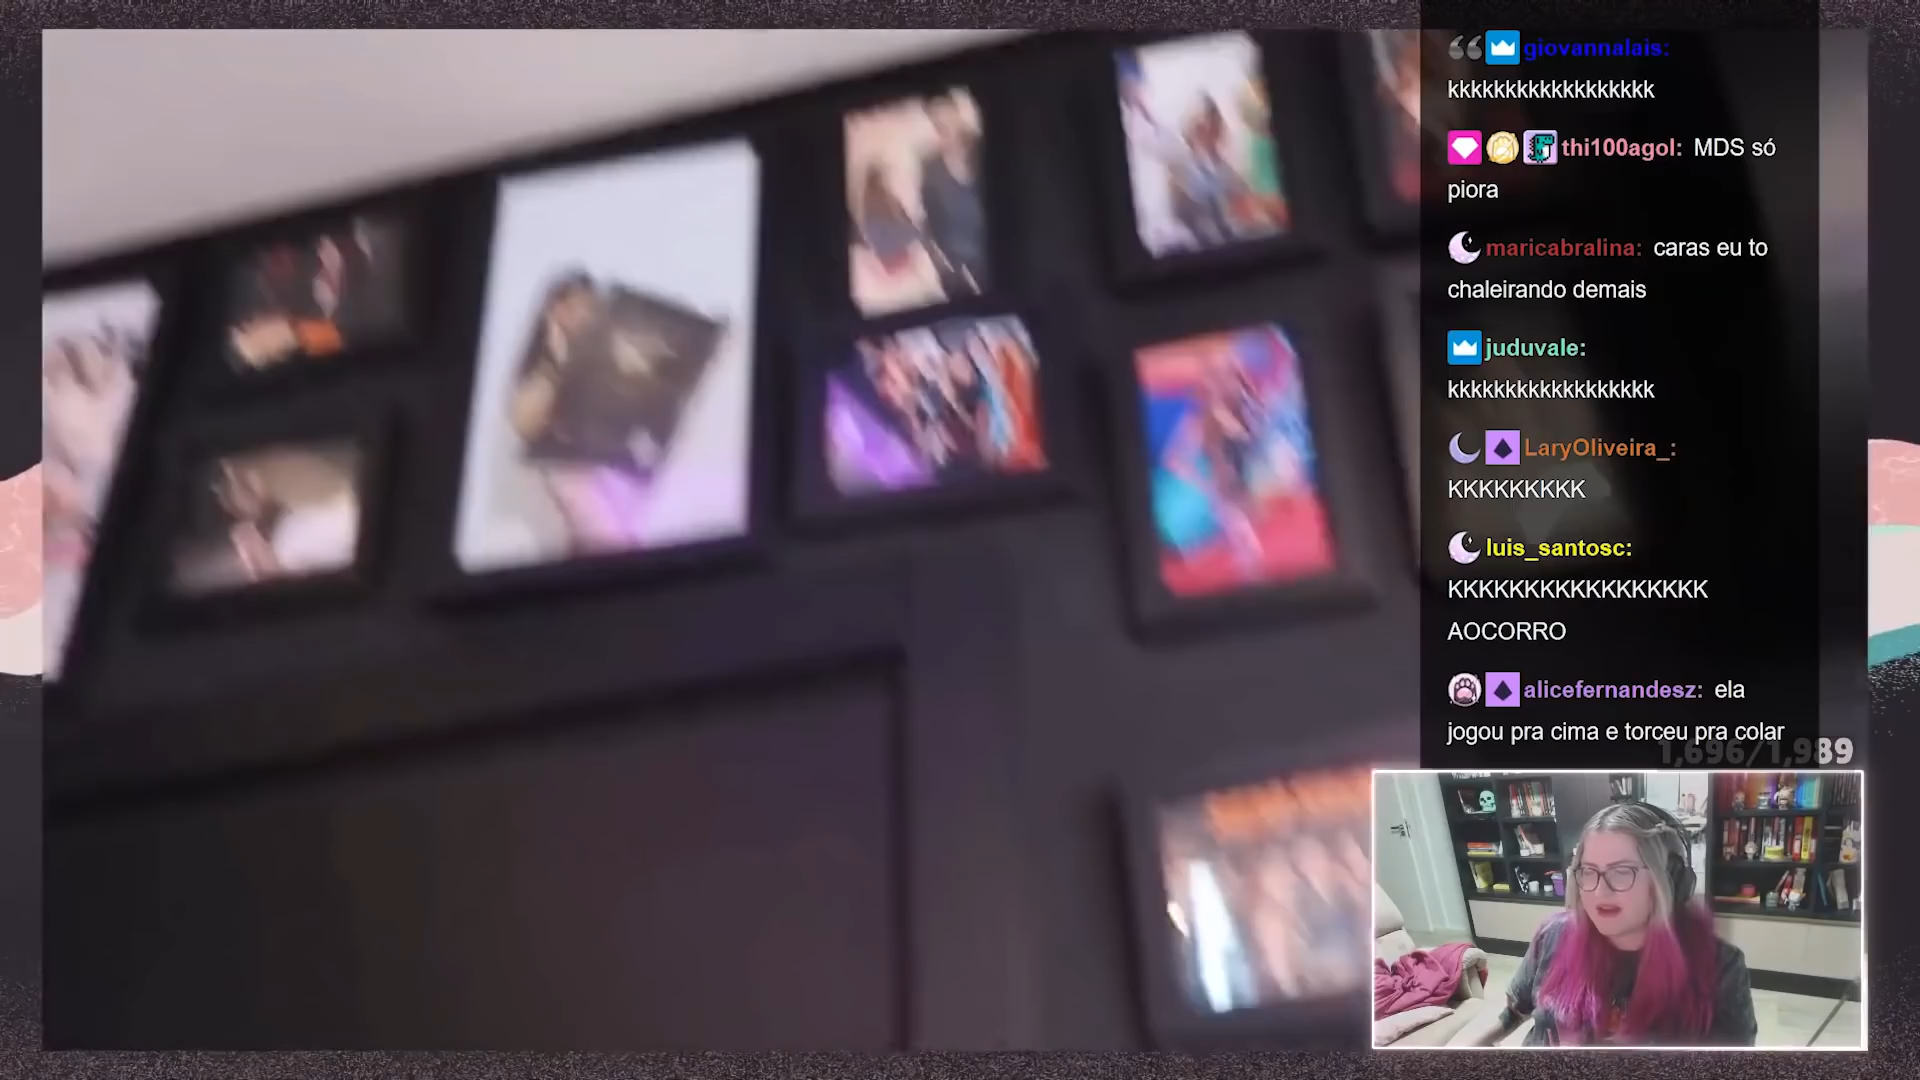 giovannalais:
kkkkkkkkkkkkkkkkkk
thi100agol: MDS só
piora
maricabralina: caras eu to
chaleirando demais
juduvale:
kkkkkkkkkkkkkkkkkk
LaryOliveira_:
KKKKKKKKK
luis_santosc:
KKKKKKKKKKKKKKKKK
AOCORRO
alicefernandesz: ela
jogou pra cima e torceu pra colar
1,696/1,989